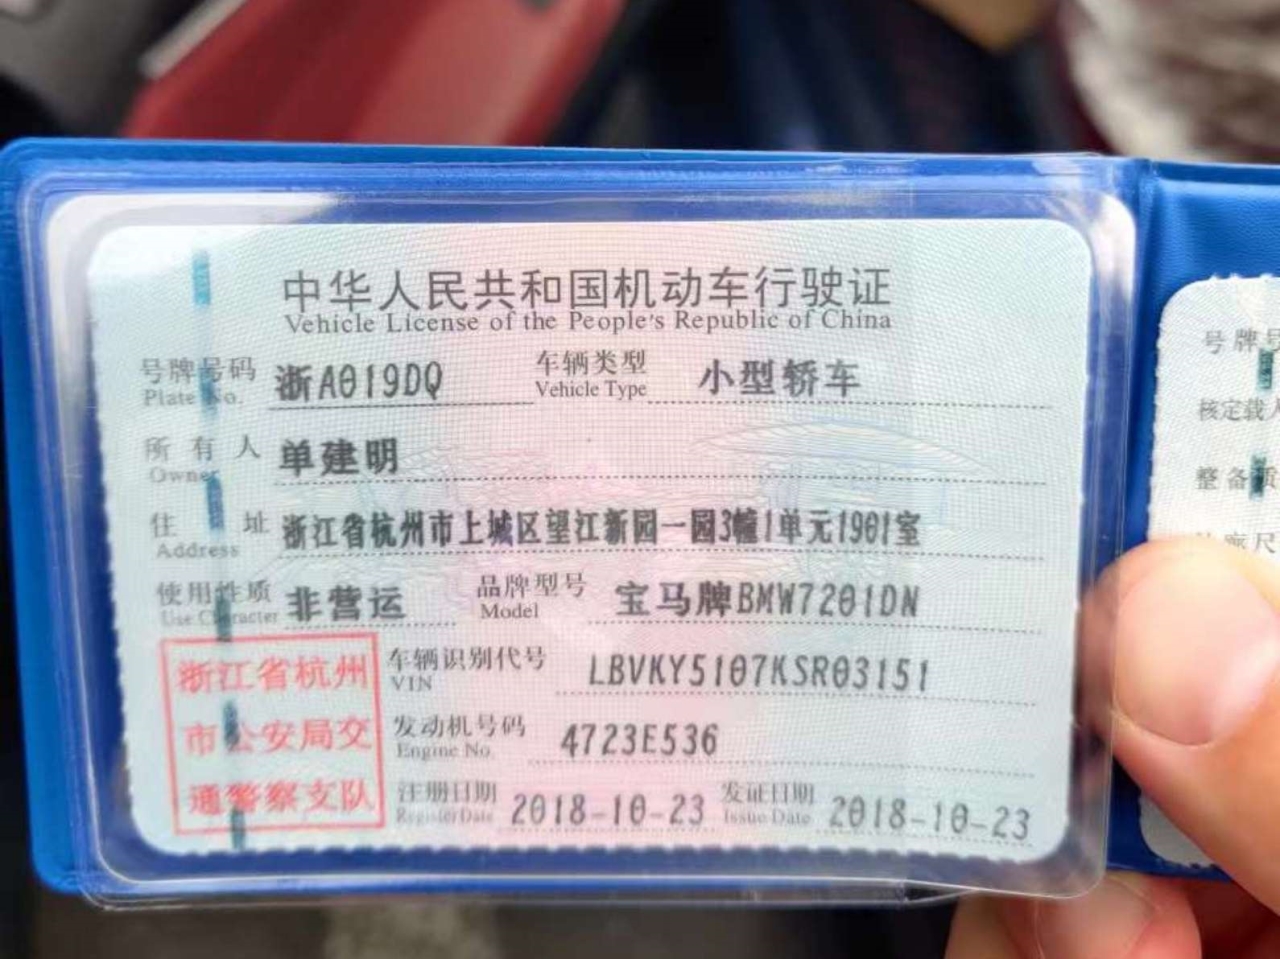 中华人民共和国机动车行驶证
Vehicle License of the People's Republic of China
号牌号码 浙A019DQ 车辆类型 小型轿车
Plate No. Vehicle Type
所有人 单建明
Owner
住址 浙江省杭州市上城区望江新园一园3幢1单元1901室
Address
使用性质 非营运 品牌型号 宝马牌BMW7201DN
Use Character Model
浙江省杭州
市公安局交
通警察支队
车辆识别代号 LBVKY5107KSR03151
VIN
发动机号码 4723E536
Engine No.
注册日期 2018-10-23 发证日期 2018-10-23
Register Date Issue Date
号牌号
核定载人
整备质